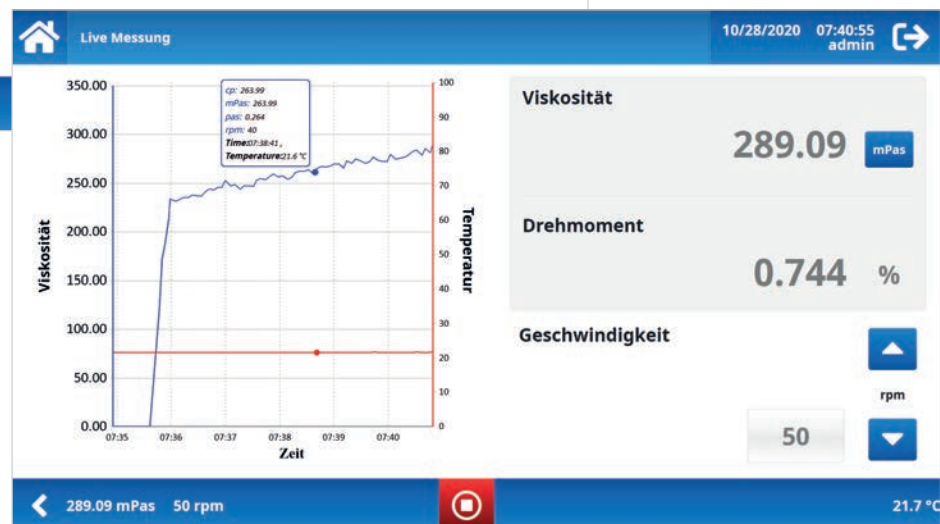 Live Messung
10/28/2020 07:40:55
admin
350.00
300.00
250.00
200.00
150.00
100.00
50.00
0.00
Viskosität
cp: 263.99
mPas: 263.99
pas: 0.264
rpm: 40
Time:07:38:41 ,
Temperature:21.6 °C
100
90
80
70
60
50
40
30
20
10
0
Temperatur
07:35 07:36 07:37 07:38 07:39 07:40
Zeit
Viskosität
289.09 mPas
Drehmoment
0.744 %
Geschwindigkeit
rpm
50
289.09 mPas 50 rpm
21.7 °C